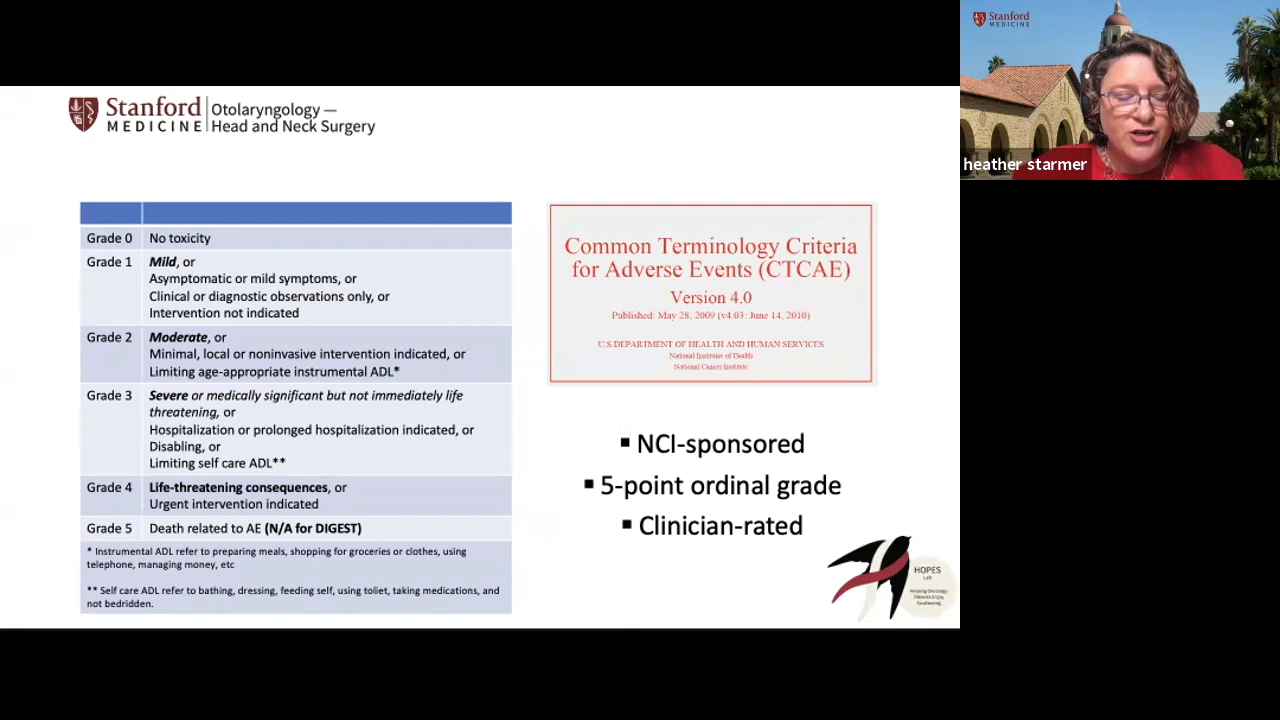 Stanford
MEDICINE
Otolaryngology —
Head and Neck Surgery
Grade 0 No toxicity
Grade 1 Mild, or
Asymptomatic or mild symptoms, or
Clinical or diagnostic observations only, or
Intervention not indicated
Grade 2 Moderate, or
Minimal, local or noninvasive intervention indicated, or
Limiting age-appropriate instrumental ADL*
Grade 3 Severe or medically significant but not immediately life
threatening, or
Hospitalization or prolonged hospitalization indicated, or
Disabling, or
Limiting self care ADL**
Grade 4 Life-threatening consequences, or
Urgent intervention indicated
Grade 5 Death related to AE (N/A for DIGEST)
* Instrumental ADL refer to preparing meals, shopping for groceries or clothes, using
telephone, managing money, etc
** Self care ADL refer to bathing, dressing, feeding self, using toliet, taking medications, and
not bedridden.
Common Terminology Criteria
for Adverse Events (CTCAE)
Version 4.0
Published: May 28, 2009 (v4.03: June 14, 2010)
U.S.DEPARTMENT OF HEALTH AND HUMAN SERVICES
National Institutes of Health
National Cancer Institute
▪ NCI-sponsored
▪ 5-point ordinal grade
▪ Clinician-rated
HOPES
Lab
Helping Oncology
Patients Enjoy
Swallowing
Stanford
MEDICINE
heather starmer